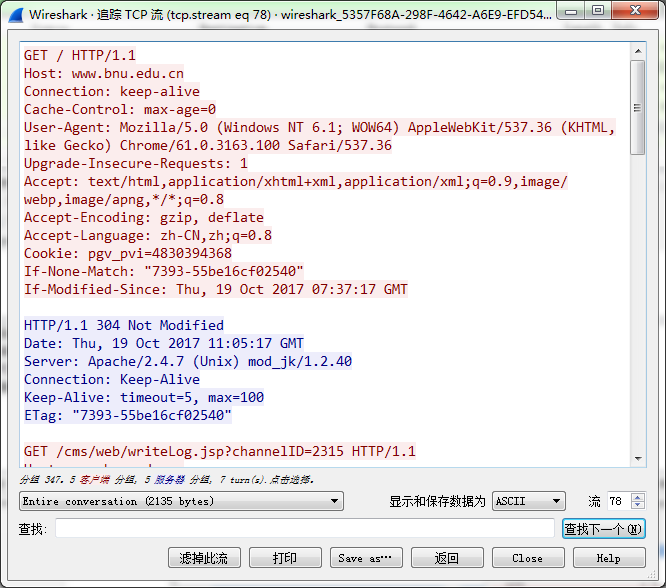 Wireshark · 追踪 TCP 流 (tcp.stream eq 78) · wireshark_5357F68A-298F-4642-A6E9-EFD54...
GET / HTTP/1.1
Host: www.bnu.edu.cn
Connection: keep-alive
Cache-Control: max-age=0
User-Agent: Mozilla/5.0 (Windows NT 6.1; WOW64) AppleWebKit/537.36 (KHTML,
like Gecko) Chrome/61.0.3163.100 Safari/537.36
Upgrade-Insecure-Requests: 1
Accept: text/html,application/xhtml+xml,application/xml;q=0.9,image/
webp,image/apng,*/*;q=0.8
Accept-Encoding: gzip, deflate
Accept-Language: zh-CN,zh;q=0.8
Cookie: pgv_pvi=4830394368
If-None-Match: "7393-55be16cf02540"
If-Modified-Since: Thu, 19 Oct 2017 07:37:17 GMT
HTTP/1.1 304 Not Modified
Date: Thu, 19 Oct 2017 11:05:17 GMT
Server: Apache/2.4.7 (Unix) mod_jk/1.2.40
Connection: Keep-Alive
Keep-Alive: timeout=5, max=100
ETag: "7393-55be16cf02540"
GET /cms/web/writeLog.jsp?channelID=2315 HTTP/1.1
分组 347。5 客户端 分组, 5 服务器 分组, 7 turn(s).点击选择。
Entire conversation (2135 bytes) 显示和保存数据为 ASCII 流 78
查找: 查找下一个(N)
滤掉此流 打印 Save as… 返回 Close Help